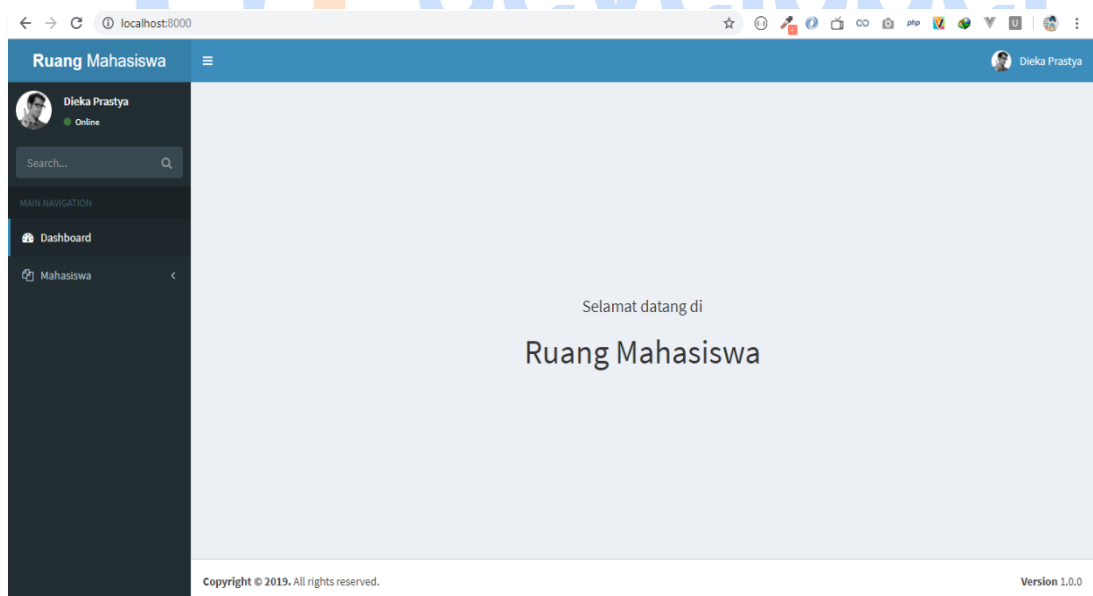 localhost:8000
php
U
Ruang Mahasiswa
Dieka Prastya
Dieka Prastya
Online
Search...
MAIN NAVIGATION
Dashboard
Mahasiswa
Selamat datang di
Ruang Mahasiswa
Copyright © 2019. All rights reserved.
Version 1.0.0